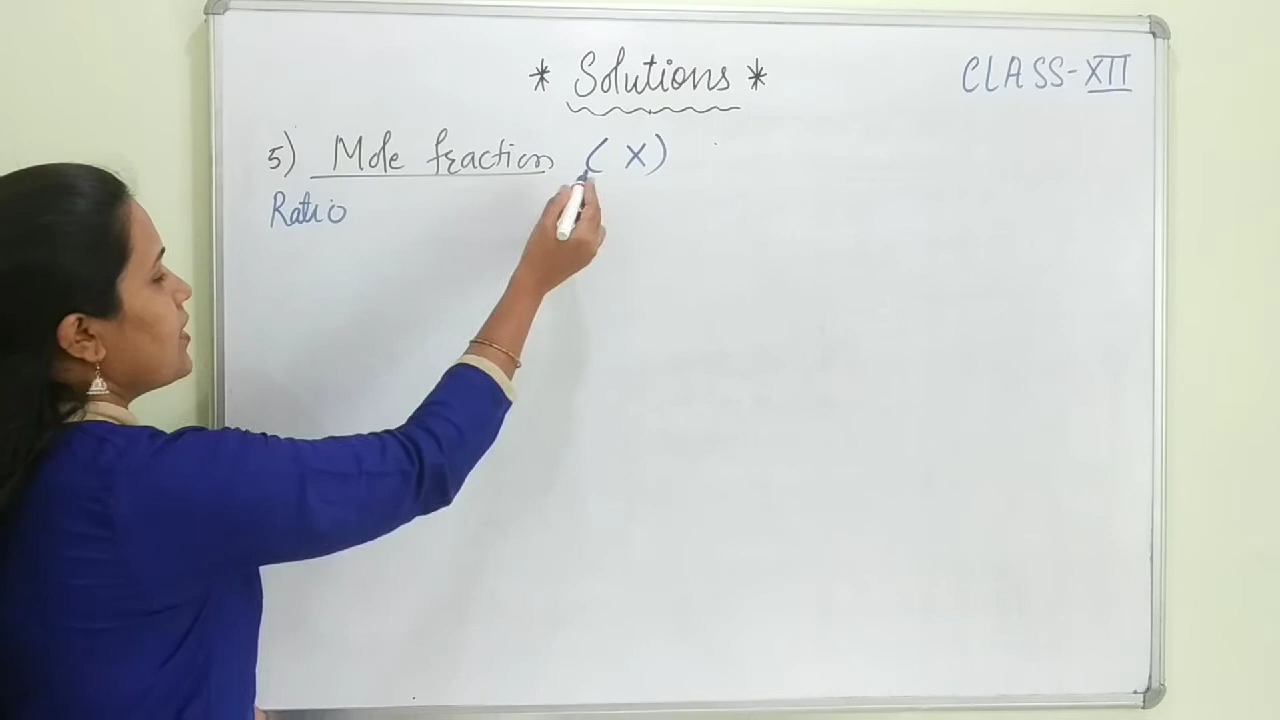 * Solutions *
CLASS-XII
5) Mole fraction (x)
Ratio